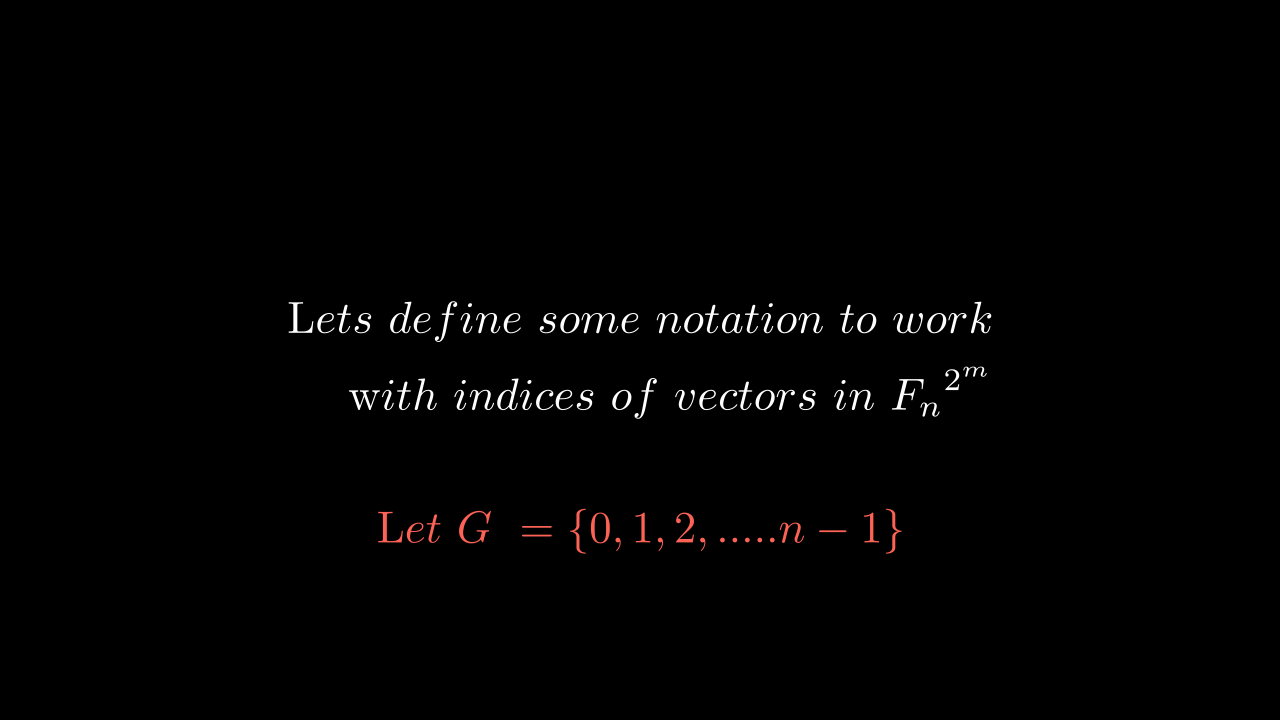 Lets define some notation to work
with indices of vectors in $F_n{}^{2^m}$
Let G = {0, 1, 2, .....n − 1}